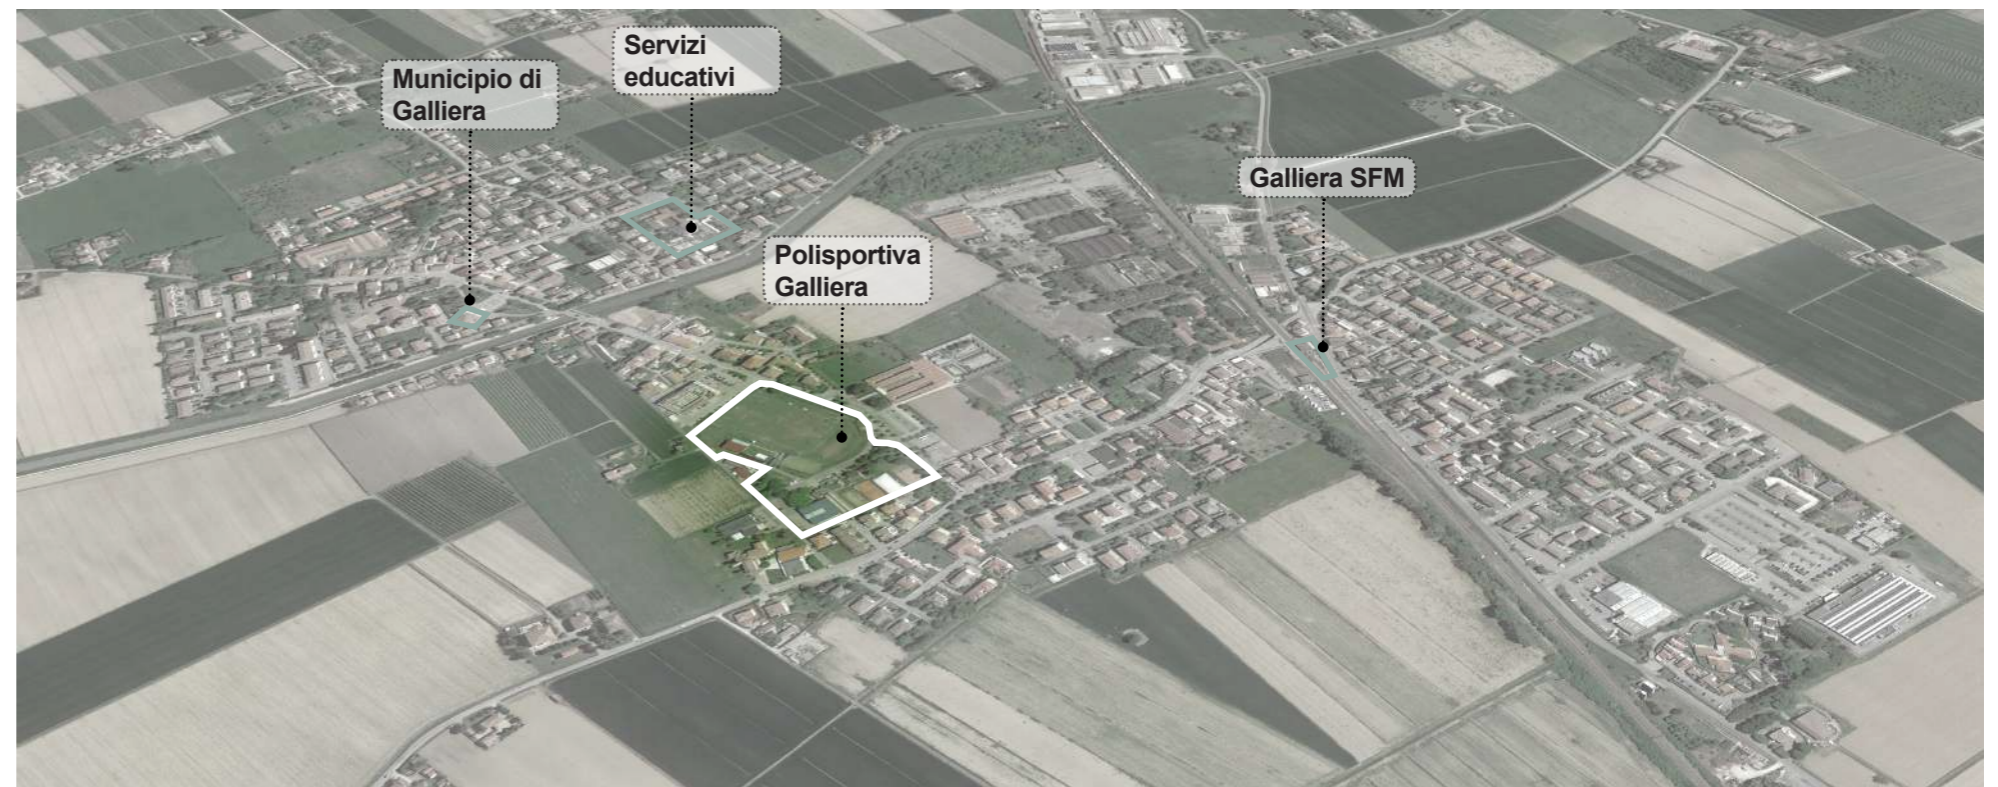 Servizi
educativi
Municipio di
Galliera
Galliera SFM
Polisportiva
Galliera